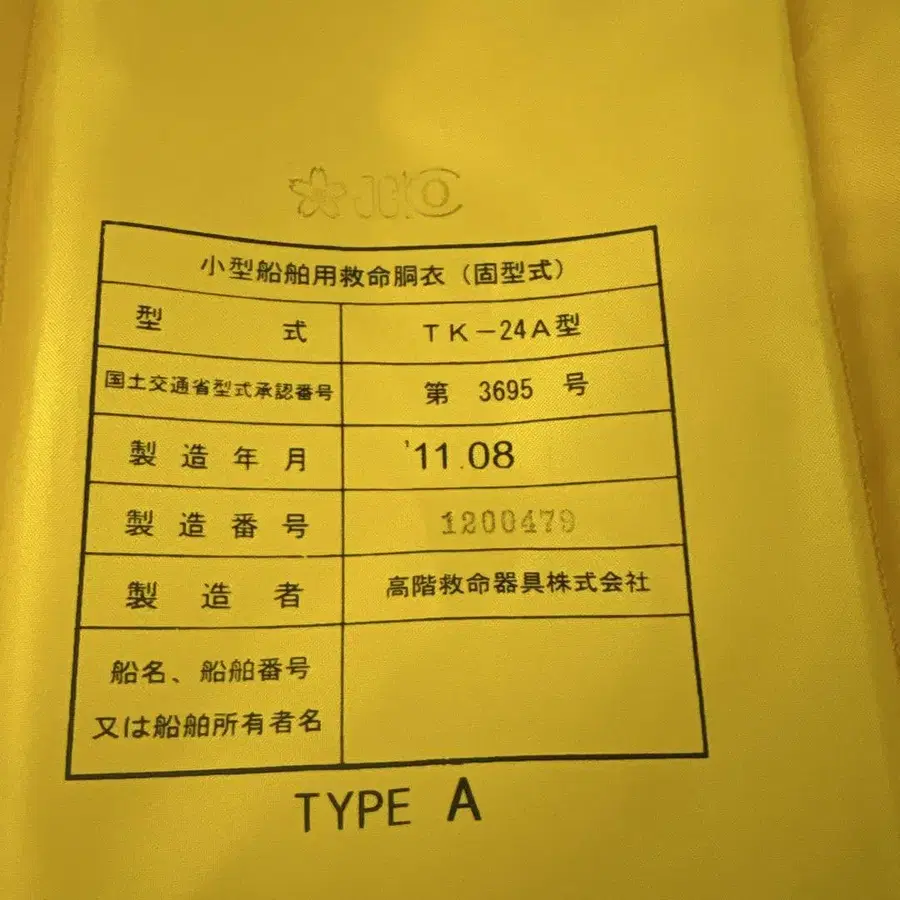 小型船舶用救命胴衣（固型式）
型 式 TK-24A型
国土交通省型式承認番号 第 3695 号
製造年月 '11.08
製造番号 1200479
製造者 高階救命器具株式会社
船名、船舶番号
又は船舶所有者名
TYPE A